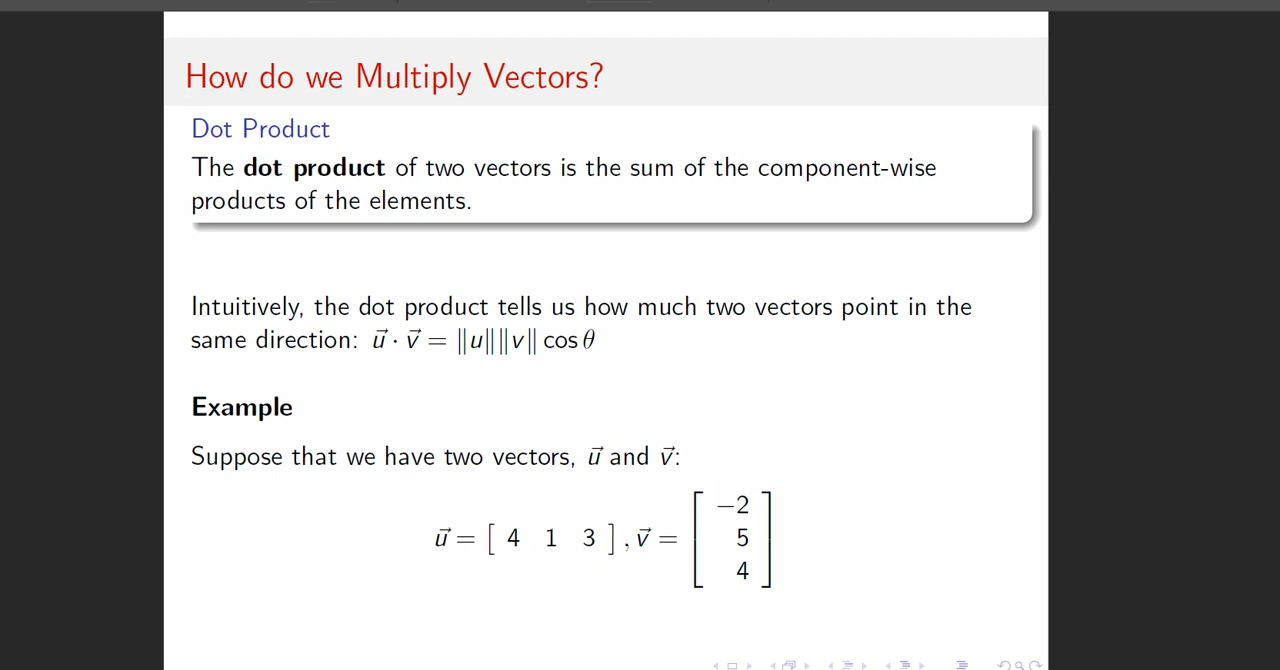 How do we Multiply Vectors?
Dot Product
The dot product of two vectors is the sum of the component-wise
products of the elements.
Intuitively, the dot product tells us how much two vectors point in the
same direction: u⃗ · v⃗ = ‖u‖‖v‖ cos θ
Example
Suppose that we have two vectors, u⃗ and v⃗:
u⃗ = [ 4 1 3 ], v⃗ = [ −2
5
4 ]